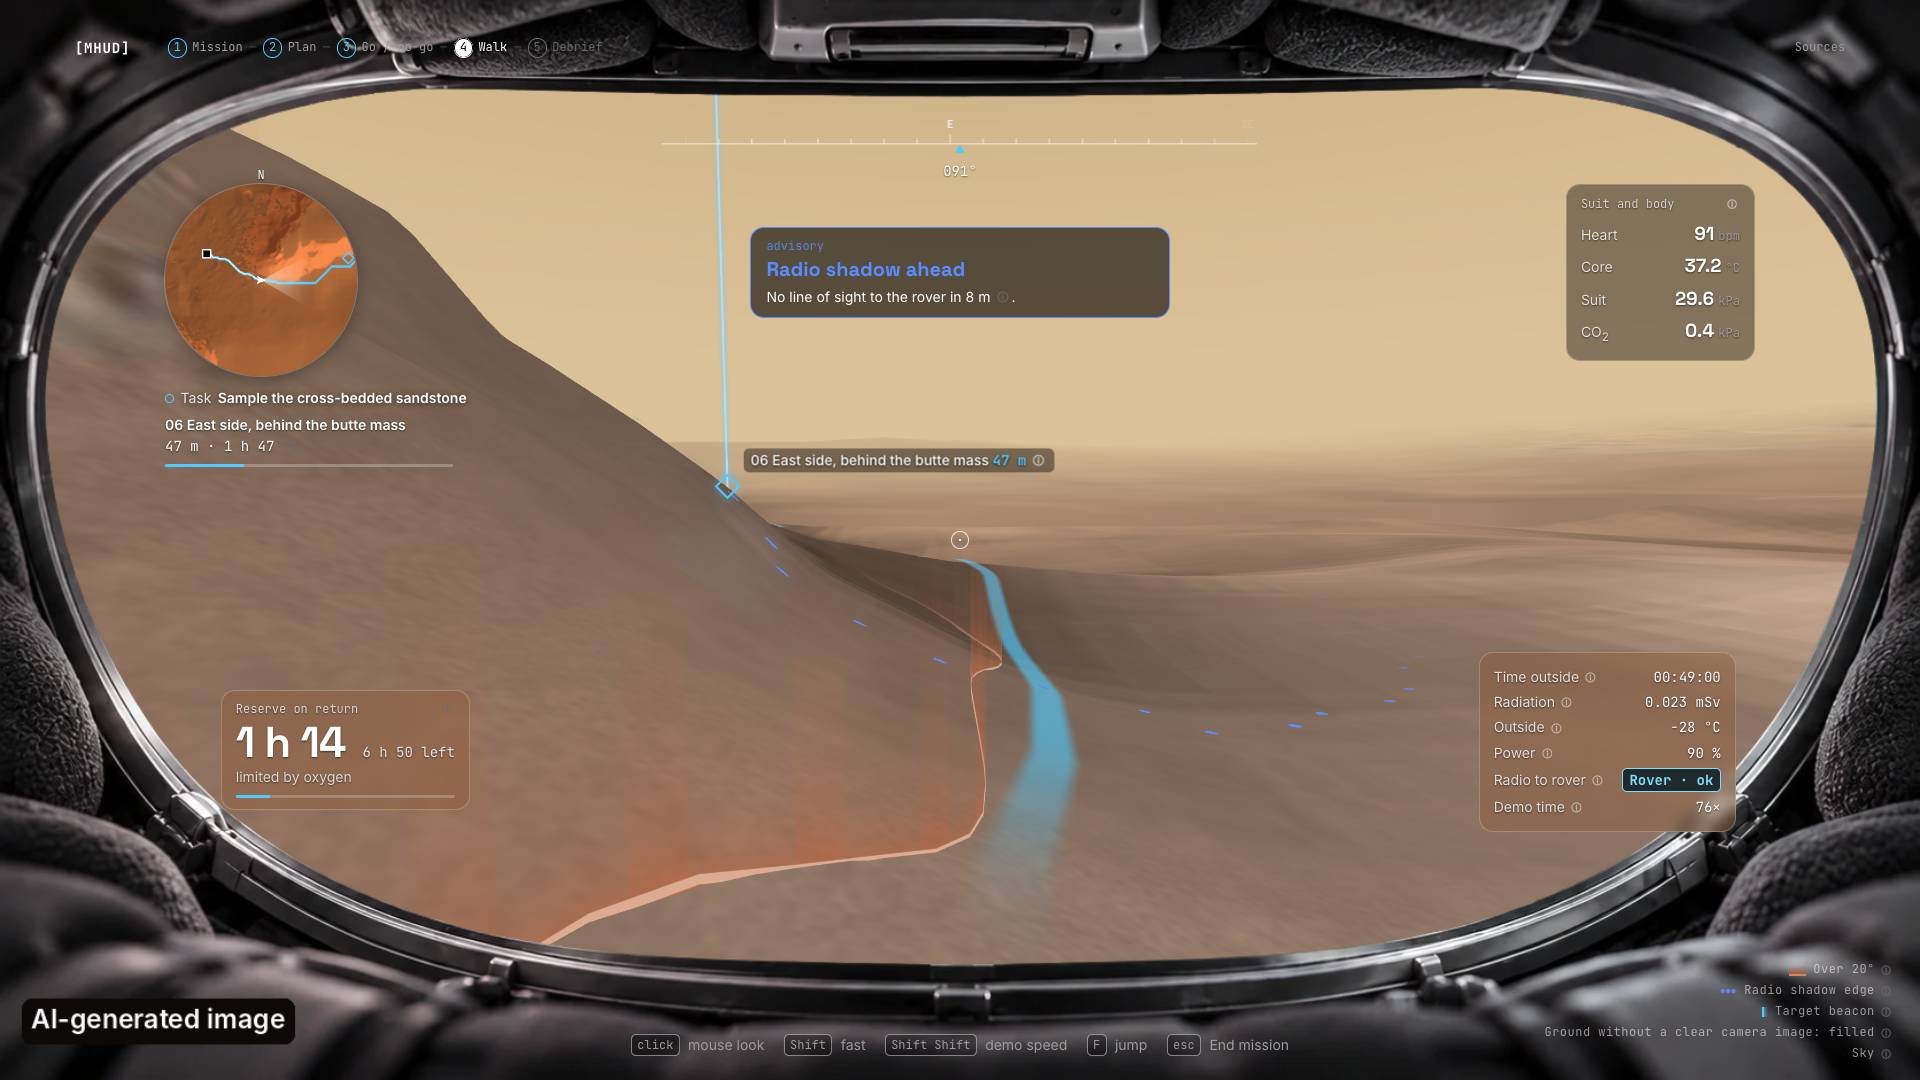 [MHUD]
1 Mission – 2 Plan – 3 Go / no-go – 4 Walk – 5 Debrief
Sources
E
091°
N
advisory
Radio shadow ahead
No line of sight to the rover in 8 m .
Suit and body
Heart 91 bpm
Core 37.2 °C
Suit 29.6 kPa
CO2 0.4 kPa
Task Sample the cross-bedded sandstone
06 East side, behind the butte mass
47 m · 1 h 47
06 East side, behind the butte mass 47 m
Reserve on return
1 h 14 6 h 50 left
limited by oxygen
Time outside 00:49:00
Radiation 0.023 mSv
Outside -28 °C
Power 90 %
Radio to rover Rover · ok
Demo time 76×
Over 20°
Radio shadow edge
Target beacon
Ground without a clear camera image: filled
Sky
AI-generated image
click mouse look Shift fast Shift Shift demo speed F jump esc End mission